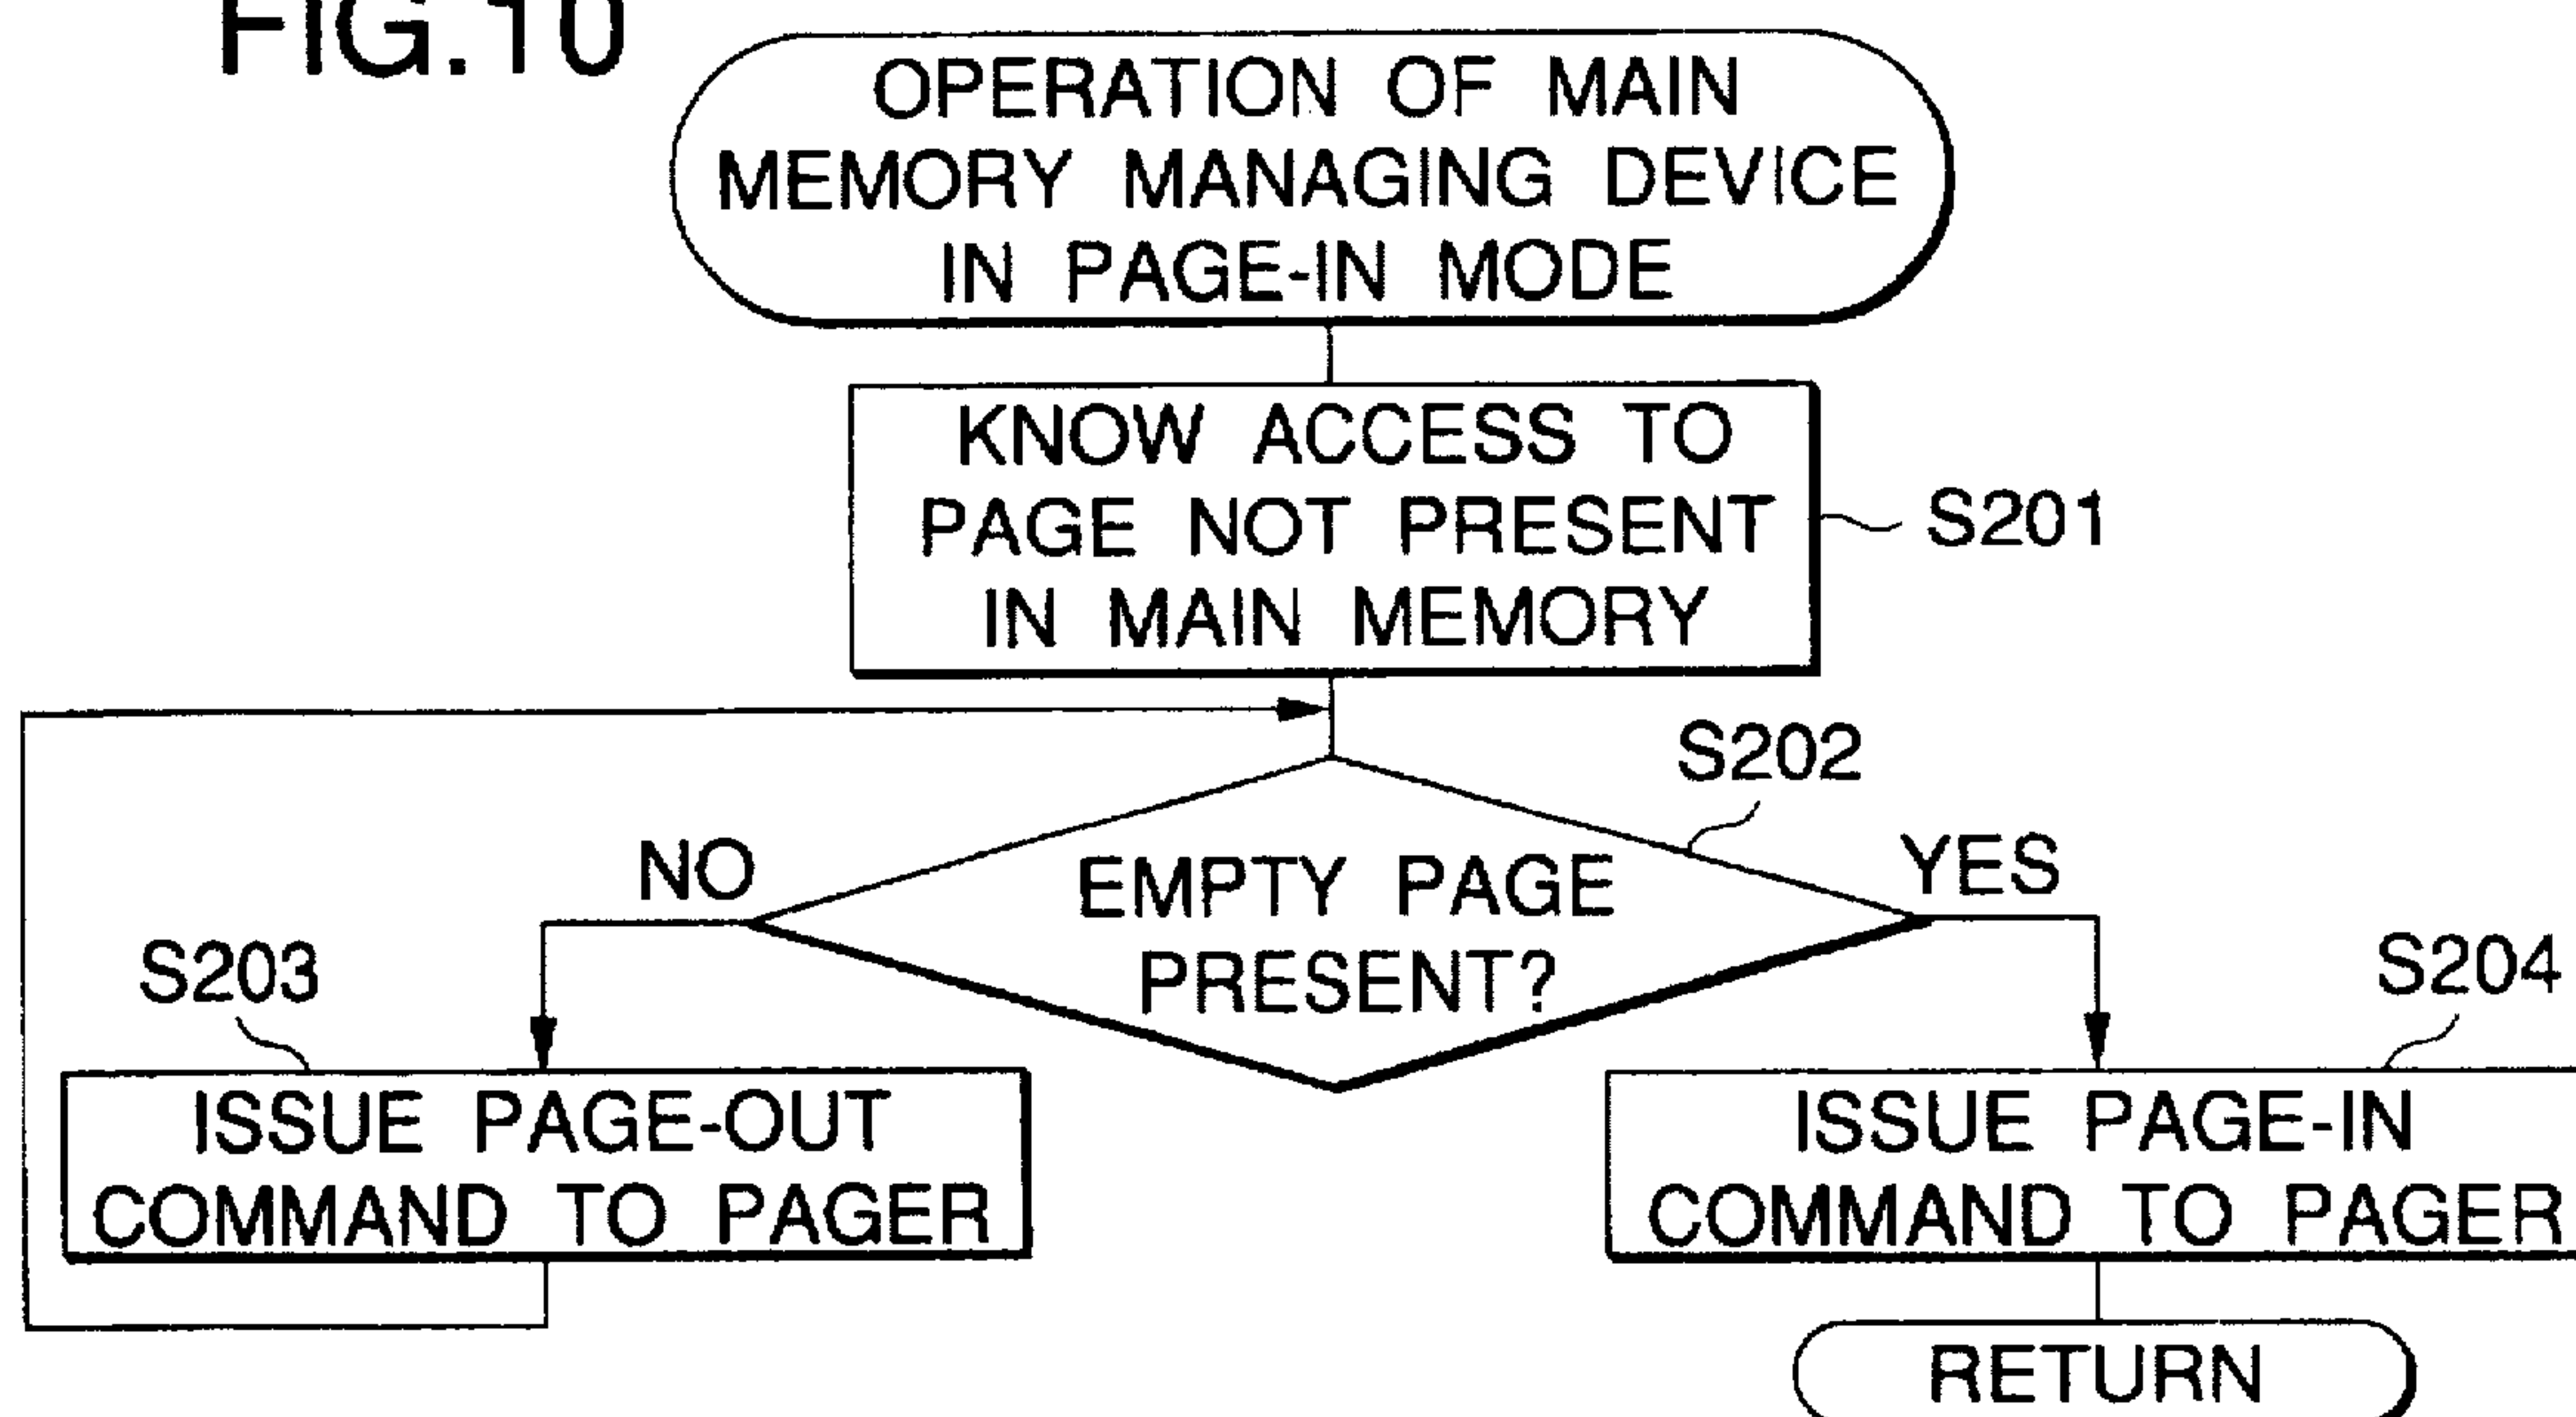 FIG.10
OPERATION OF MAIN
MEMORY MANAGING DEVICE
IN PAGE-IN MODE
KNOW ACCESS TO
PAGE NOT PRESENT
IN MAIN MEMORY
S201
S202
NO
EMPTY PAGE
PRESENT?
YES
S203
S204
ISSUE PAGE-OUT
COMMAND TO PAGER
ISSUE PAGE-IN
COMMAND TO PAGER
RETURN